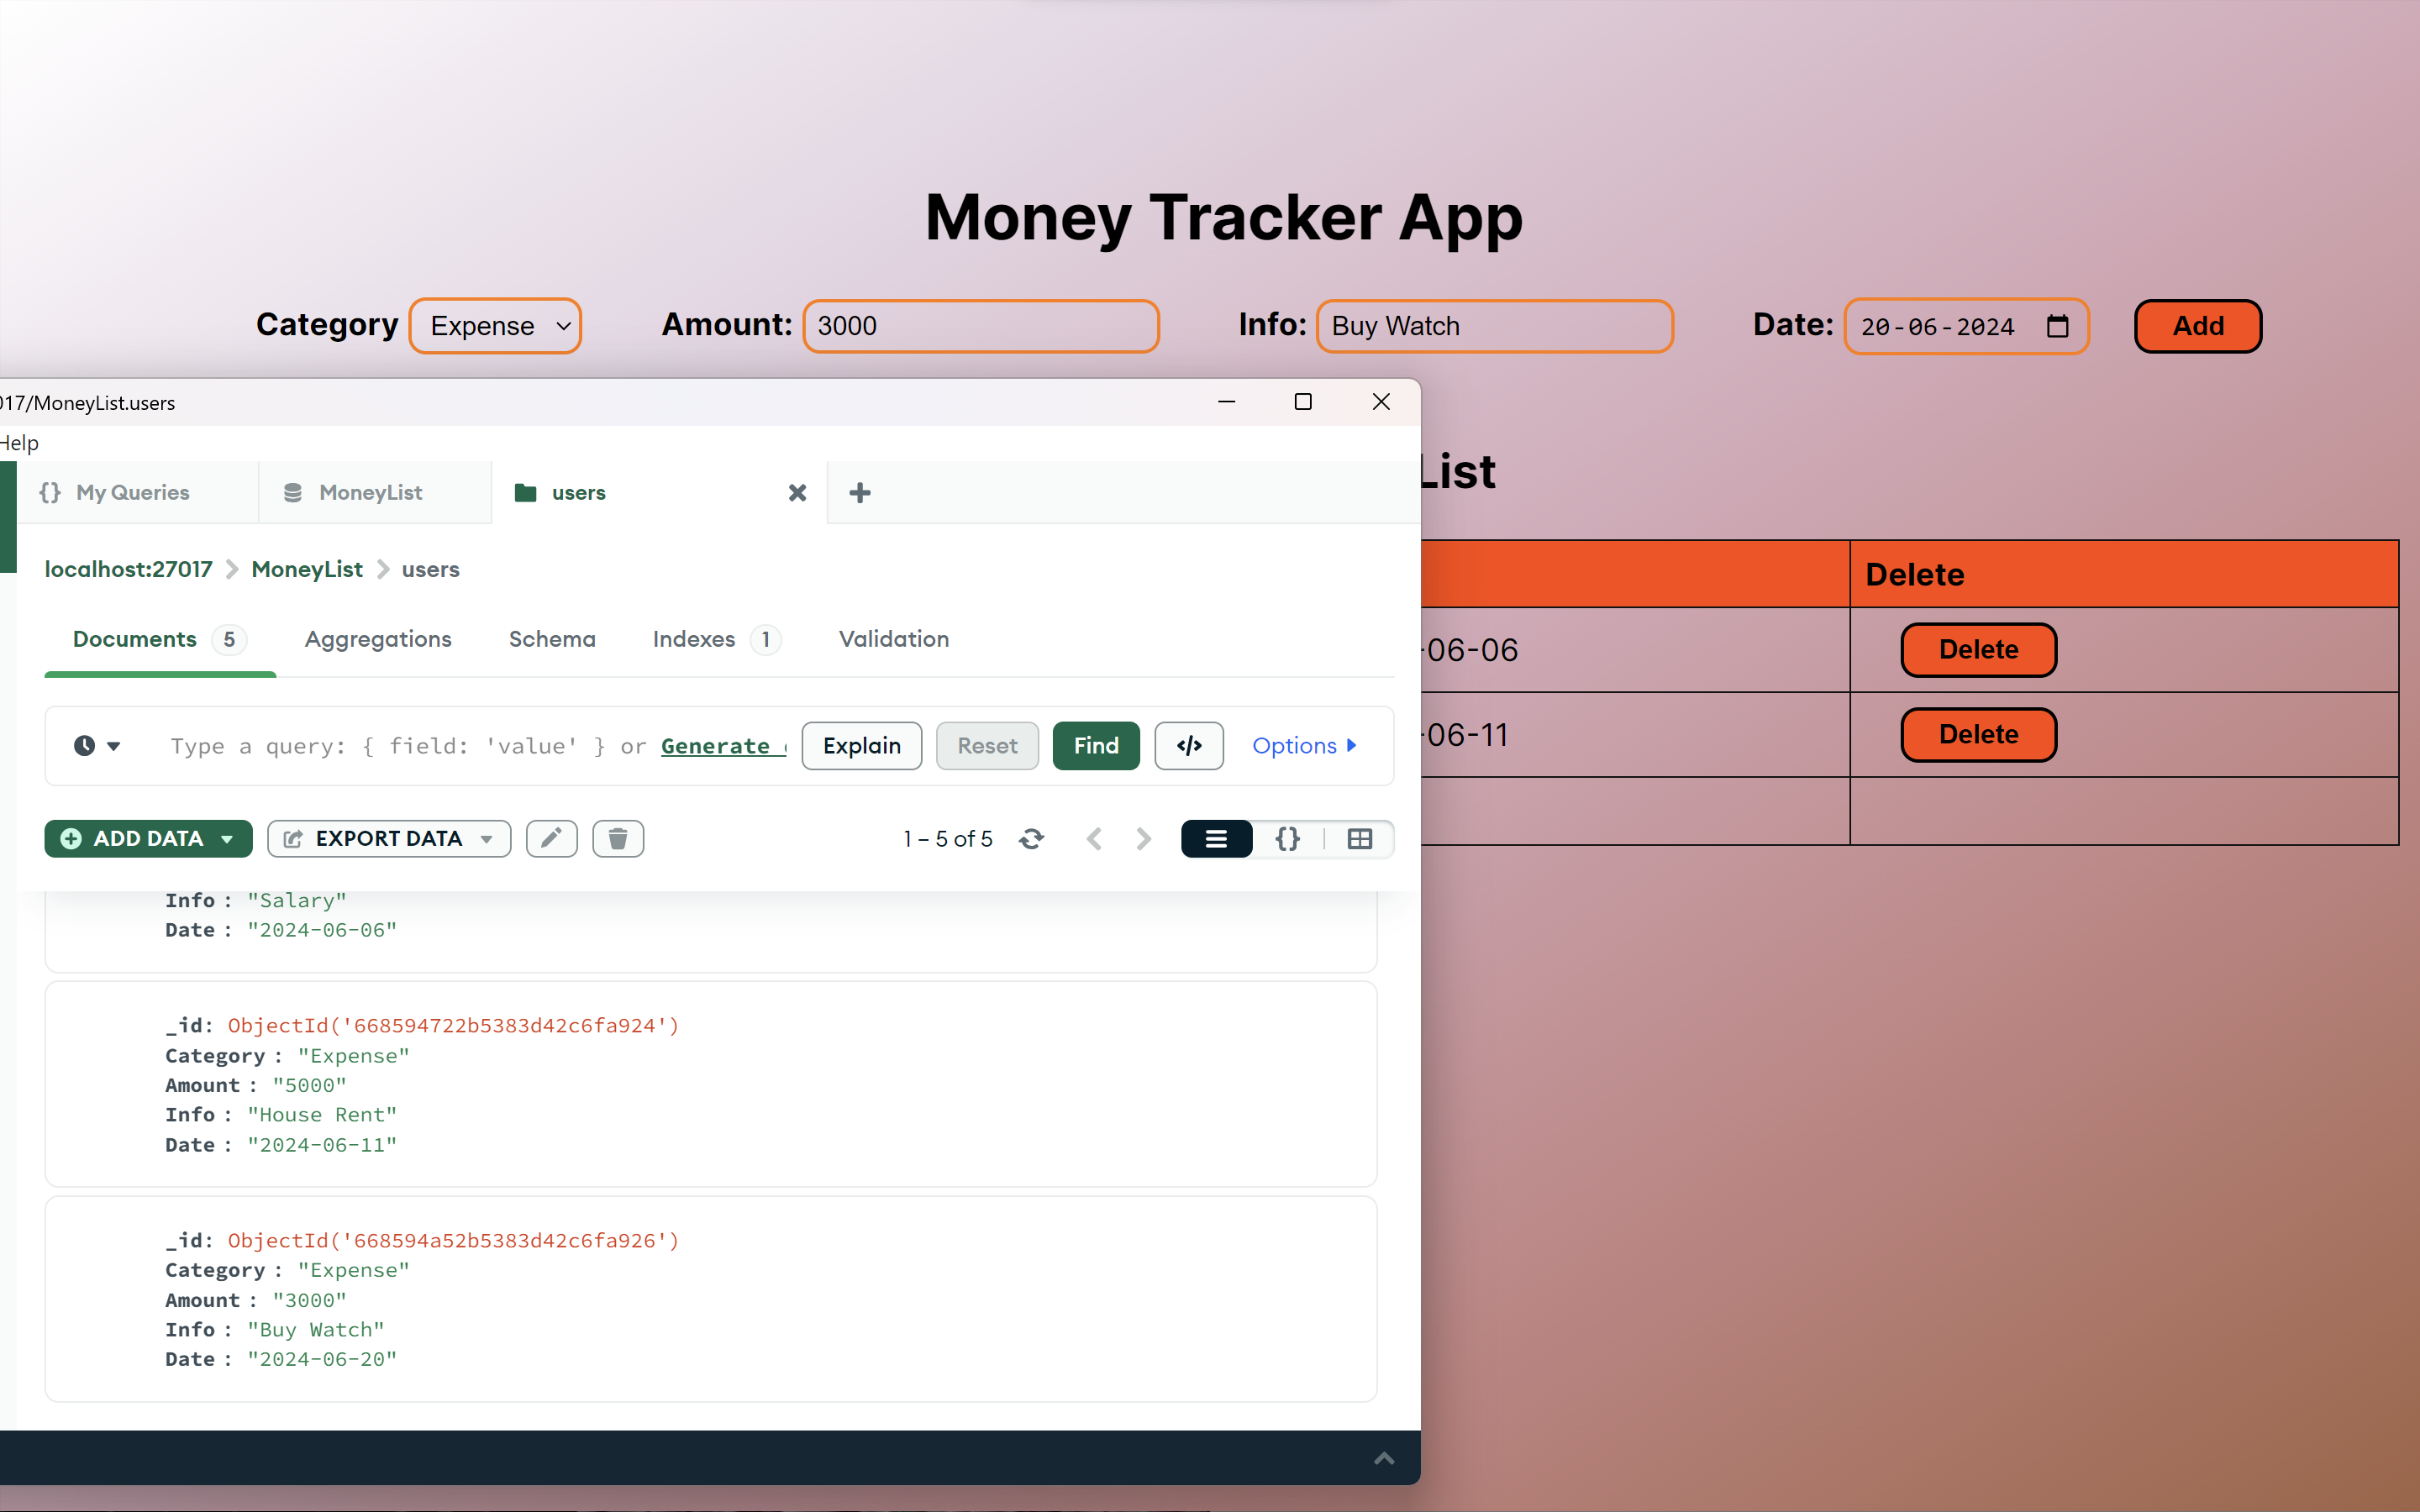 Money Tracker App
Category Expense Amount: 3000 Info: Buy Watch Date: 20-06-2024 Add
017/MoneyList.users
Help
List
{} My Queries MoneyList users
localhost:27017 > MoneyList > users
Delete
Documents 5 Aggregations Schema Indexes 1 Validation
-06-06 Delete
Type a query: { field: 'value' } or Generate Explain Reset Find </> Options
-06-11 Delete
ADD DATA EXPORT DATA 1 – 5 of 5 {}
Info : "Salary"
Date : "2024-06-06"
_id: ObjectId('668594722b5383d42c6fa924')
Category : "Expense"
Amount : "5000"
Info : "House Rent"
Date : "2024-06-11"
_id: ObjectId('668594a52b5383d42c6fa926')
Category : "Expense"
Amount : "3000"
Info : "Buy Watch"
Date : "2024-06-20"